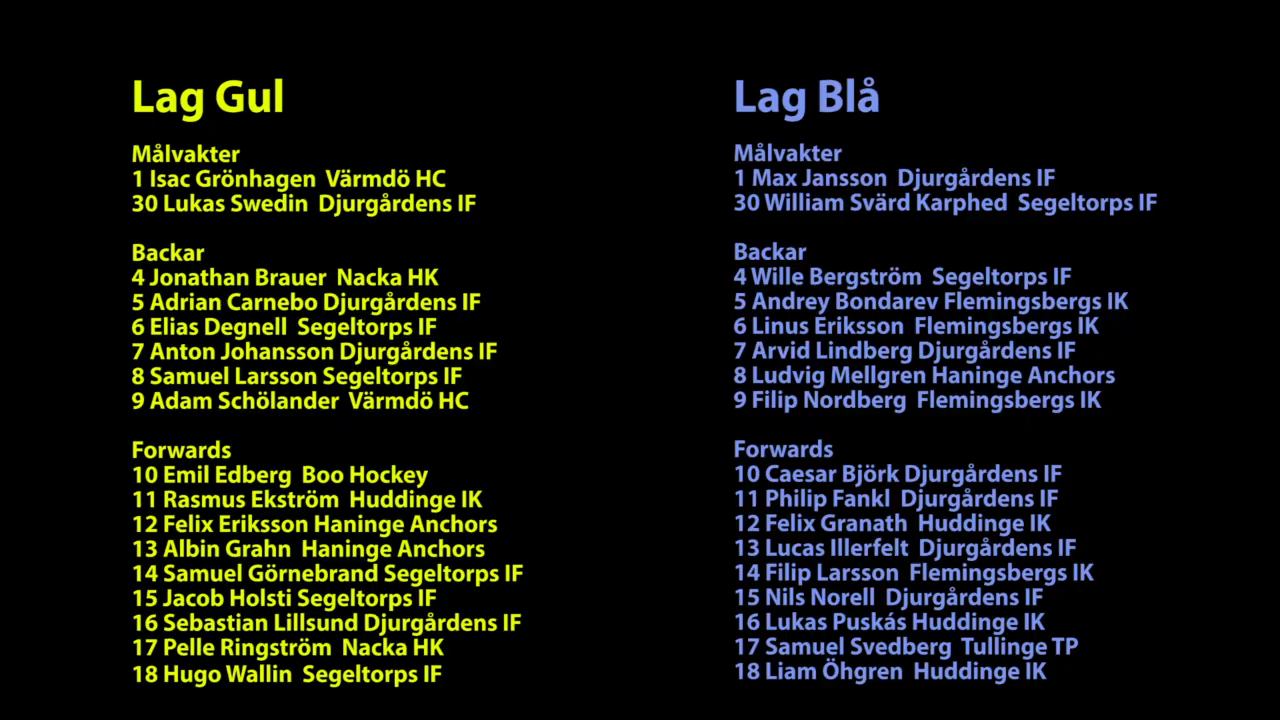 Lag Gul
Målvakter
1 Isac Grönhagen Värmdö HC
30 Lukas Swedin Djurgårdens IF
Backar
4 Jonathan Brauer Nacka HK
5 Adrian Carnebo Djurgårdens IF
6 Elias Degnell Segeltorps IF
7 Anton Johansson Djurgårdens IF
8 Samuel Larsson Segeltorps IF
9 Adam Schölander Värmdö HC
Forwards
10 Emil Edberg Boo Hockey
11 Rasmus Ekström Huddinge IK
12 Felix Eriksson Haninge Anchors
13 Albin Grahn Haninge Anchors
14 Samuel Görnebrand Segeltorps IF
15 Jacob Holsti Segeltorps IF
16 Sebastian Lillsund Djurgårdens IF
17 Pelle Ringström Nacka HK
18 Hugo Wallin Segeltorps IF
Lag Blå
Målvakter
1 Max Jansson Djurgårdens IF
30 William Svärd Karphed Segeltorps IF
Backar
4 Wille Bergström Segeltorps IF
5 Andrey Bondarev Flemingsbergs IK
6 Linus Eriksson Flemingsbergs IK
7 Arvid Lindberg Djurgårdens IF
8 Ludvig Mellgren Haninge Anchors
9 Filip Nordberg Flemingsbergs IK
Forwards
10 Caesar Björk Djurgårdens IF
11 Philip Fankl Djurgårdens IF
12 Felix Granath Huddinge IK
13 Lucas Illerfelt Djurgårdens IF
14 Filip Larsson Flemingsbergs IK
15 Nils Norell Djurgårdens IF
16 Lukas Puskás Huddinge IK
17 Samuel Svedberg Tullinge TP
18 Liam Öhgren Huddinge IK